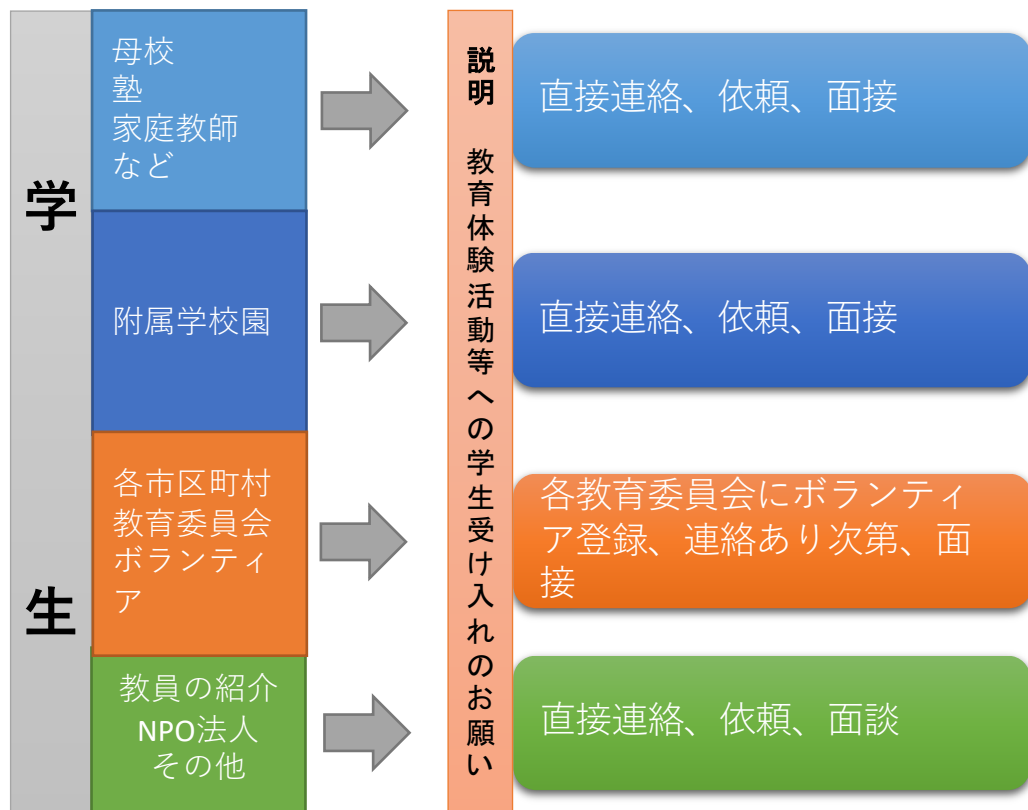 学生
母校
塾
家庭教師
など
附属学校園
各市区町村
教育委員会
ボランティ
ア
教員の紹介
NPO法人
その他
説明 教育体験活動等への学生受け入れのお願い
直接連絡、依頼、面接
直接連絡、依頼、面接
各教育委員会にボランティ
ア登録、連絡あり次第、面
接
直接連絡、依頼、面談